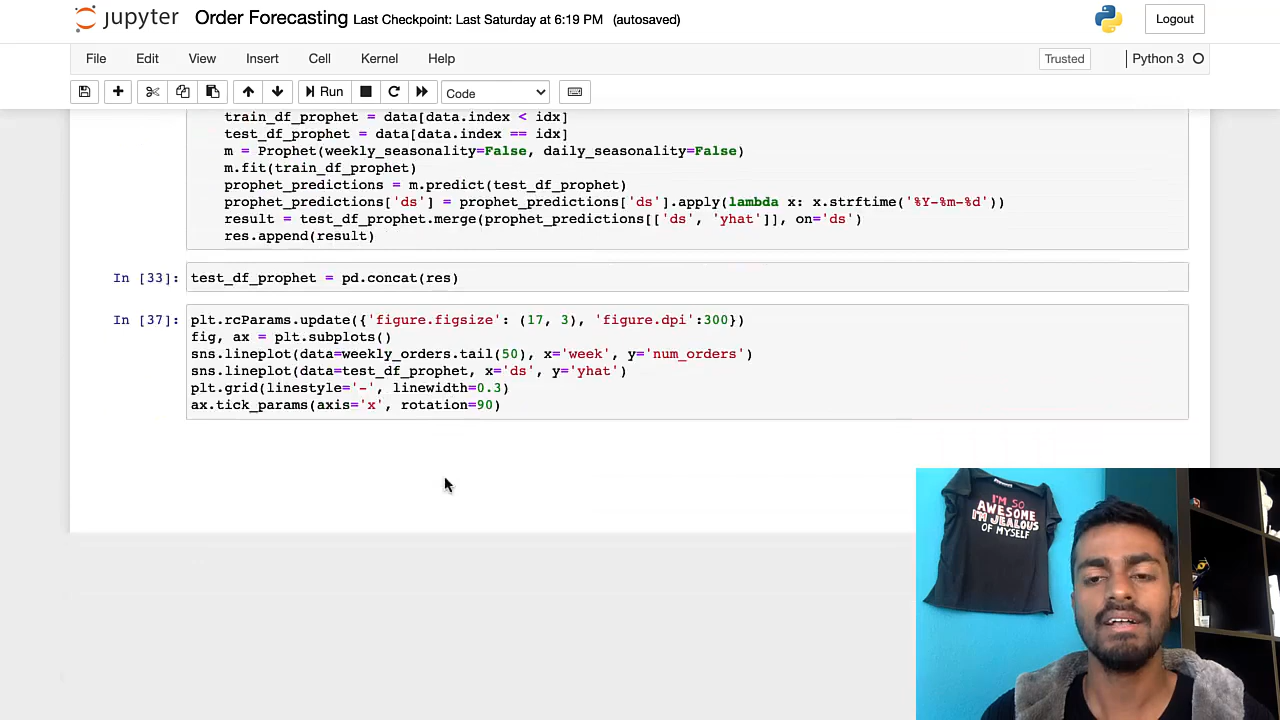 jupyter Order Forecasting Last Checkpoint: Last Saturday at 6:19 PM (autosaved)
Logout
File Edit View Insert Cell Kernel Help
Trusted
Python 3
Run
Code
train_df_prophet = data[data.index < idx]
test_df_prophet = data[data.index == idx]
m = Prophet(weekly_seasonality=False, daily_seasonality=False)
m.fit(train_df_prophet)
prophet_predictions = m.predict(test_df_prophet)
prophet_predictions['ds'] = prophet_predictions['ds'].apply(lambda x: x.strftime('%Y-%m-%d'))
result = test_df_prophet.merge(prophet_predictions[['ds', 'yhat']], on='ds')
res.append(result)
In [33]: test_df_prophet = pd.concat(res)
In [37]: plt.rcParams.update({'figure.figsize': (17, 3), 'figure.dpi':300})
fig, ax = plt.subplots()
sns.lineplot(data=weekly_orders.tail(50), x='week', y='num_orders')
sns.lineplot(data=test_df_prophet, x='ds', y='yhat')
plt.grid(linestyle='-', linewidth=0.3)
ax.tick_params(axis='x', rotation=90)
I'M SO
AWESOME
I'M JEALOUS
OF MYSELF